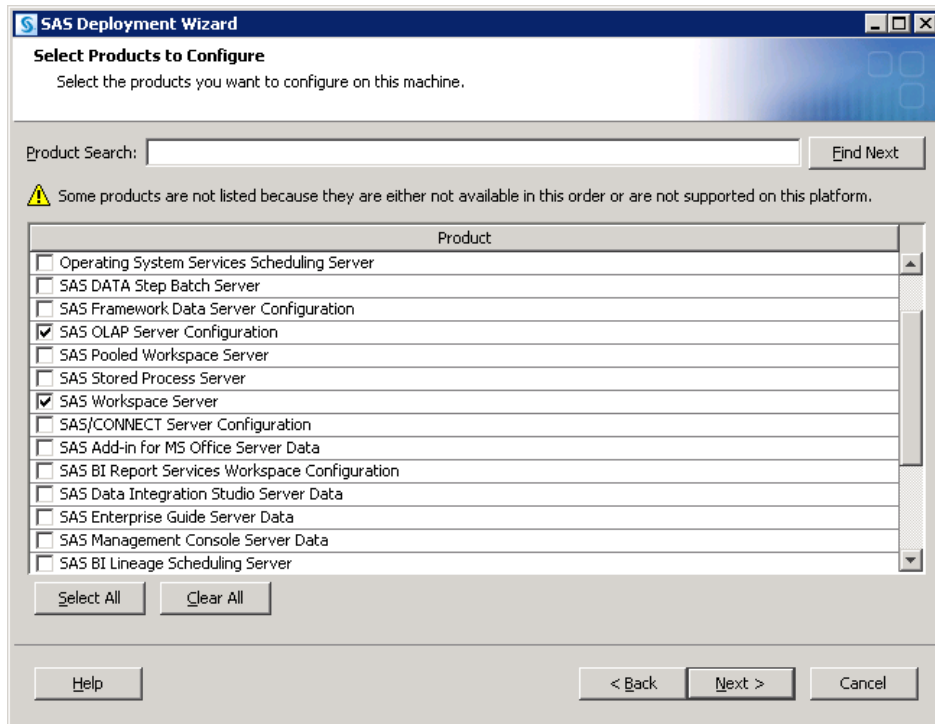 SAS Deployment Wizard
Select Products to Configure
Select the products you want to configure on this machine.
Product Search:
Find Next
Some products are not listed because they are either not available in this order or are not supported on this platform.
Product
Operating System Services Scheduling Server
SAS DATA Step Batch Server
SAS Framework Data Server Configuration
SAS OLAP Server Configuration
SAS Pooled Workspace Server
SAS Stored Process Server
SAS Workspace Server
SAS/CONNECT Server Configuration
SAS Add-in for MS Office Server Data
SAS BI Report Services Workspace Configuration
SAS Data Integration Studio Server Data
SAS Enterprise Guide Server Data
SAS Management Console Server Data
SAS BI Lineage Scheduling Server
Select All Clear All
Help < Back Next > Cancel